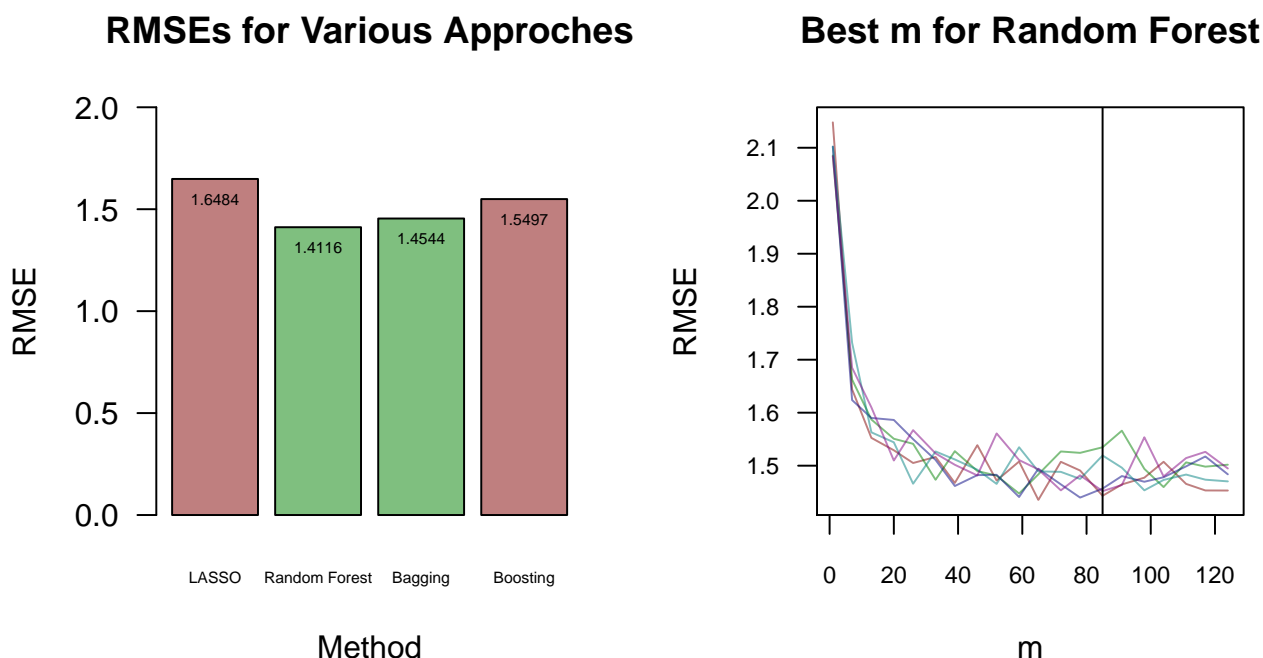 RMSEs for Various Approches
2.0
1.5
1.0
0.5
0.0
RMSE
1.6484
1.4116
1.4544
1.5497
LASSO Random Forest Bagging Boosting
Method
Best m for Random Forest
2.1
2.0
1.9
1.8
1.7
1.6
1.5
RMSE
0 20 40 60 80 100 120
m